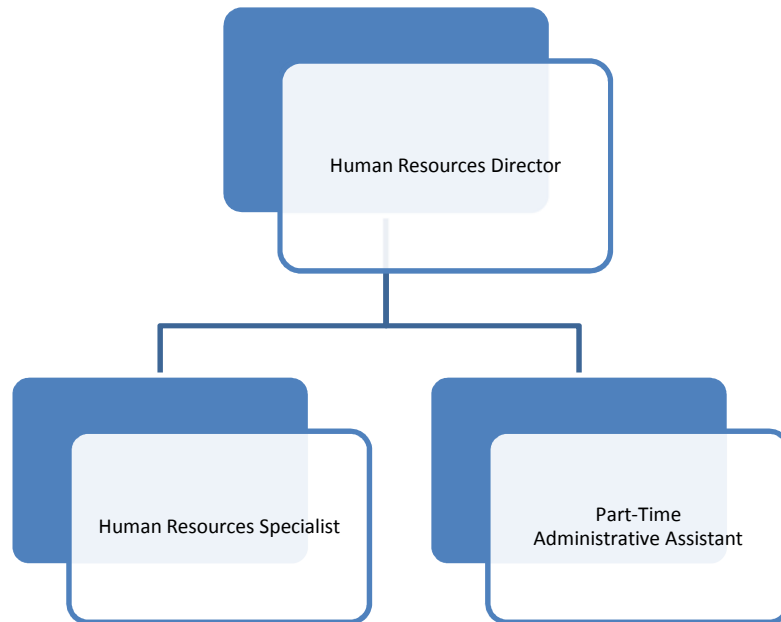 Human Resources Director
Human Resources Specialist
Part-Time
Administrative Assistant